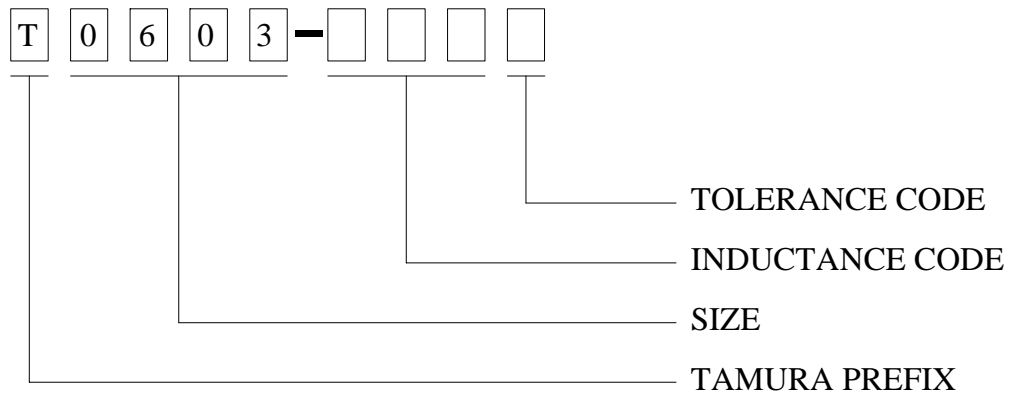 T 0 6 0 3 -
TOLERANCE CODE
INDUCTANCE CODE
SIZE
TAMURA PREFIX